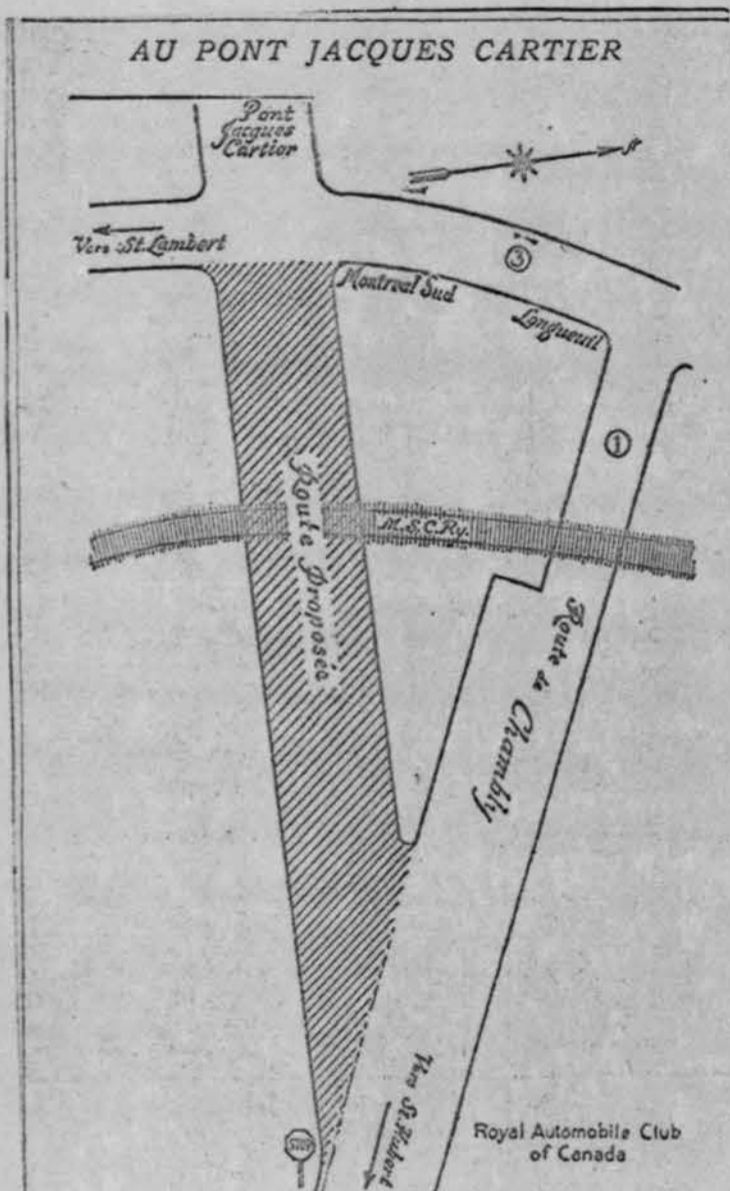 AU PONT JACQUES CARTIER
Pont
Jacques
Cartier
N
Vers St. Lambert
3
Montreal Sud
Longueuil
1
Route Proposée
M.S.C.Ry.
Route de Chambly
Vers St. Hubert
STOP
Royal Automobile Club
of Canada